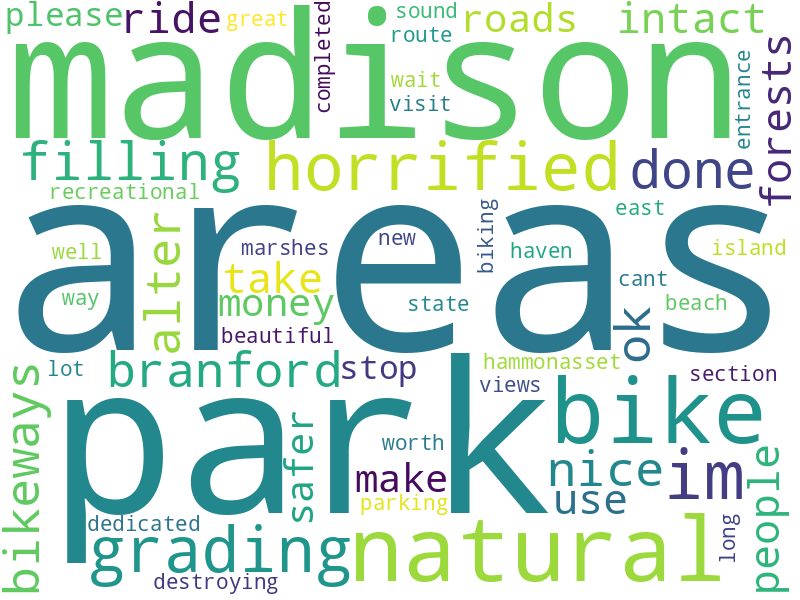 please
ride
great
completed
sound
route
roads
intact
madison
wait
visit
entrance
forests
filling
horrified
done
recreational
areas
well
way
alter
marshes
take
money
beautiful
new
state
biking
haven
east
cant
island
beach
ok
lot
branford
stop
hammonasset
views
section
bikeways
park
safer
worth
make
parking
bike
nice
use
im
people
dedicated
grading
destroying
natural
long